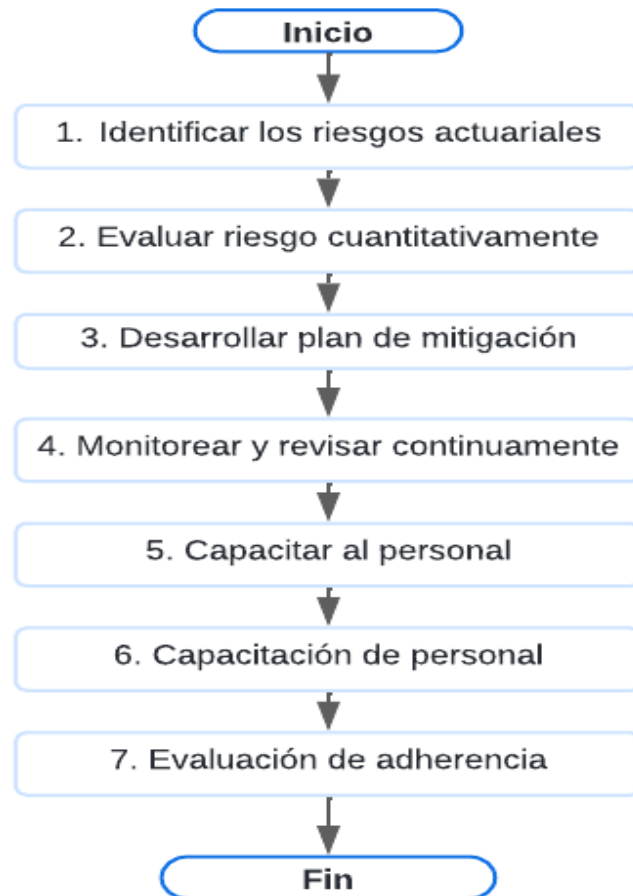 Inicio
1. Identificar los riesgos actuariales
2. Evaluar riesgo cuantitativamente
3. Desarrollar plan de mitigación
4. Monitorear y revisar continuamente
5. Capacitar al personal
6. Capacitación de personal
7. Evaluación de adherencia
Fin